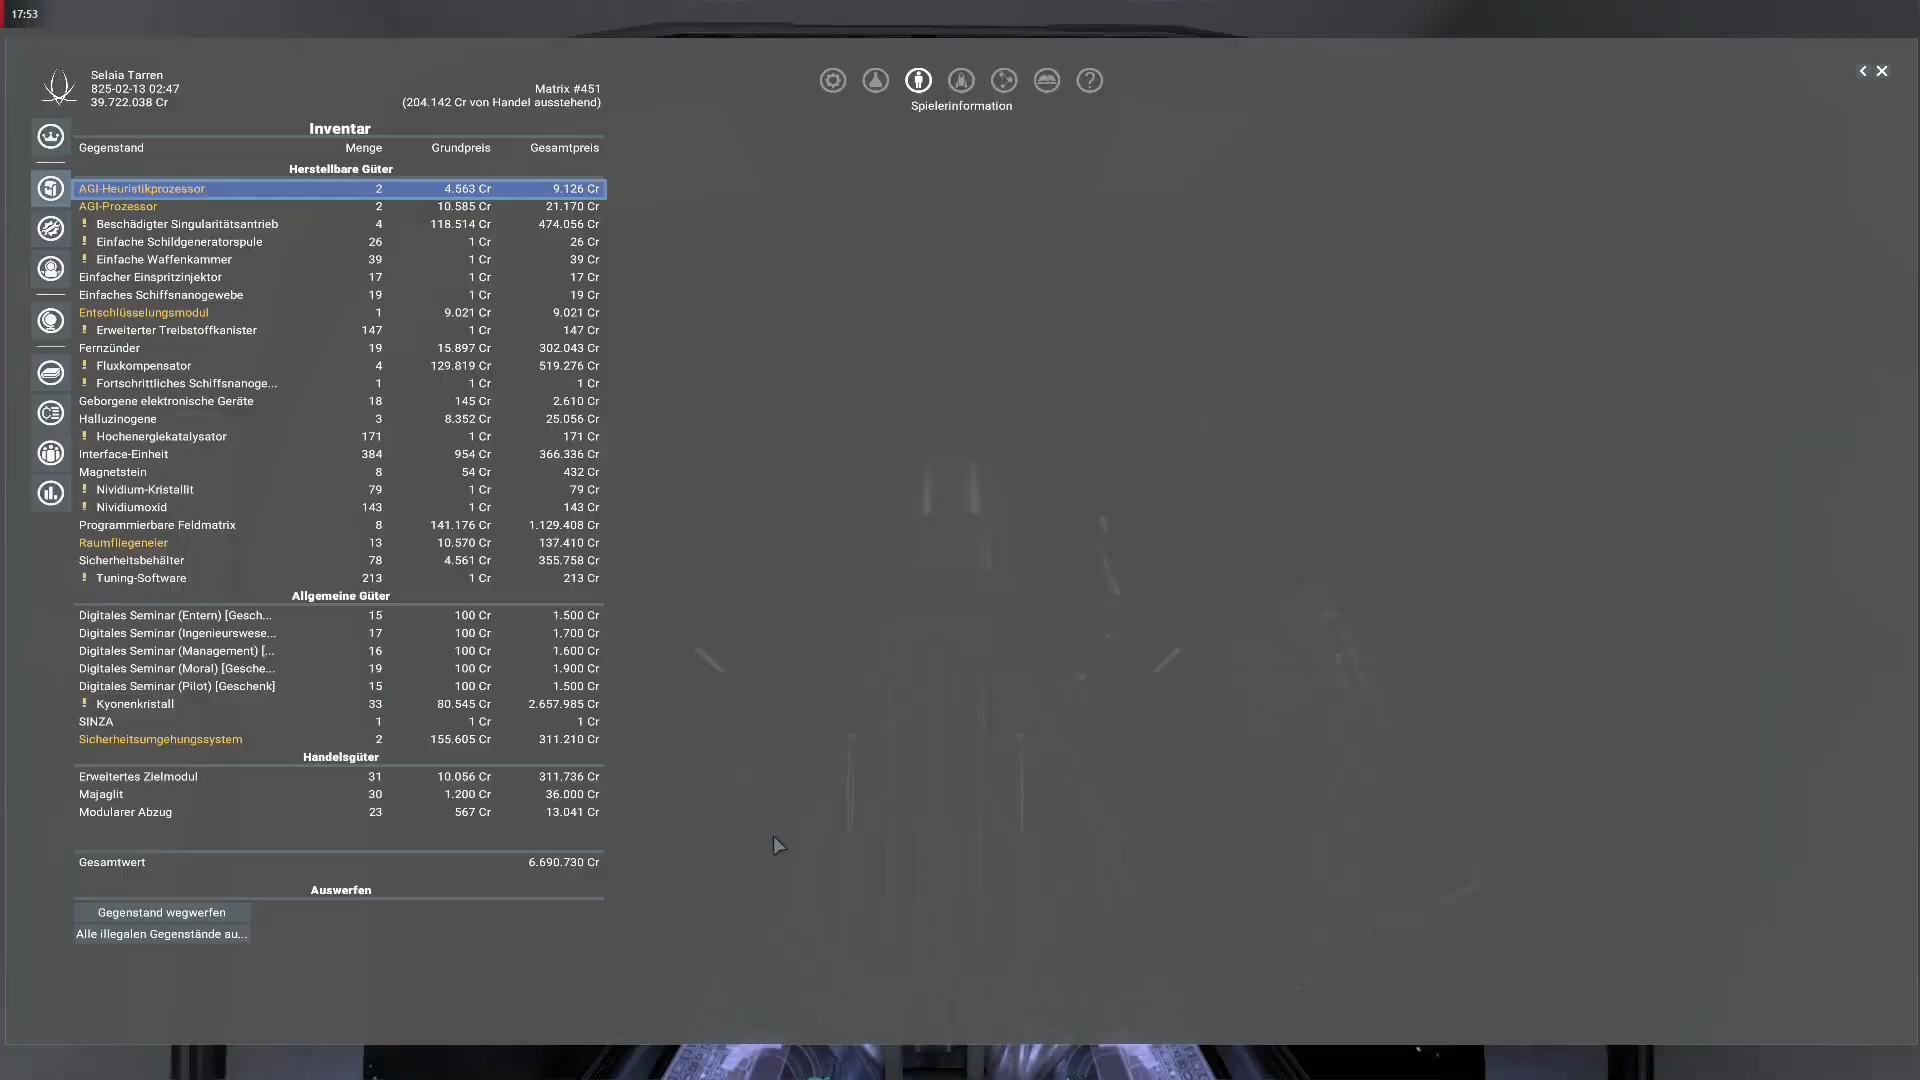 17:53
Selaia Tarren
825-02-13 02:47
39.722.038 Cr
Matrix #451
(204.142 Cr von Handel ausstehend)
Spielerinformation
Inventar
Gegenstand Menge Grundpreis Gesamtpreis
Herstellbare Güter
AGI-Heuristikprozessor 2 4.563 Cr 9.126 Cr
AGI-Prozessor 2 10.585 Cr 21.170 Cr
! Beschädigter Singularitätsantrieb 4 118.514 Cr 474.056 Cr
! Einfache Schildgeneratorspule 26 1 Cr 26 Cr
! Einfache Waffenkammer 39 1 Cr 39 Cr
Einfacher Einspritzinjektor 17 1 Cr 17 Cr
Einfaches Schiffsnanogewebe 19 1 Cr 19 Cr
Entschlüsselungsmodul 1 9.021 Cr 9.021 Cr
! Erweiterter Treibstoffkanister 147 1 Cr 147 Cr
Fernzünder 19 15.897 Cr 302.043 Cr
! Fluxkompensator 4 129.819 Cr 519.276 Cr
! Fortschrittliches Schiffsnanoge... 1 1 Cr 1 Cr
Geborgene elektronische Geräte 18 145 Cr 2.610 Cr
Halluzinogene 3 8.352 Cr 25.056 Cr
! Hochenergiekatalysator 171 1 Cr 171 Cr
Interface-Einheit 384 954 Cr 366.336 Cr
Magnetstein 8 54 Cr 432 Cr
! Nividium-Kristallit 79 1 Cr 79 Cr
! Nividiumoxid 143 1 Cr 143 Cr
Programmierbare Feldmatrix 8 141.176 Cr 1.129.408 Cr
Raumfliegeneier 13 10.570 Cr 137.410 Cr
Sicherheitsbehälter 78 4.561 Cr 355.758 Cr
! Tuning-Software 213 1 Cr 213 Cr
Allgemeine Güter
Digitales Seminar (Entern) [Gesch... 15 100 Cr 1.500 Cr
Digitales Seminar (Ingenieurswese... 17 100 Cr 1.700 Cr
Digitales Seminar (Management) [... 16 100 Cr 1.600 Cr
Digitales Seminar (Moral) [Gesche... 19 100 Cr 1.900 Cr
Digitales Seminar (Pilot) [Geschenk] 15 100 Cr 1.500 Cr
! Kyonenkristall 33 80.545 Cr 2.657.985 Cr
SINZA 1 1 Cr 1 Cr
Sicherheitsumgehungssystem 2 155.605 Cr 311.210 Cr
Handelsgüter
Erweitertes Zielmodul 31 10.056 Cr 311.736 Cr
Majaglit 30 1.200 Cr 36.000 Cr
Modularer Abzug 23 567 Cr 13.041 Cr
Gesamtwert 6.690.730 Cr
Auswerfen
Gegenstand wegwerfen
Alle illegalen Gegenstände au...